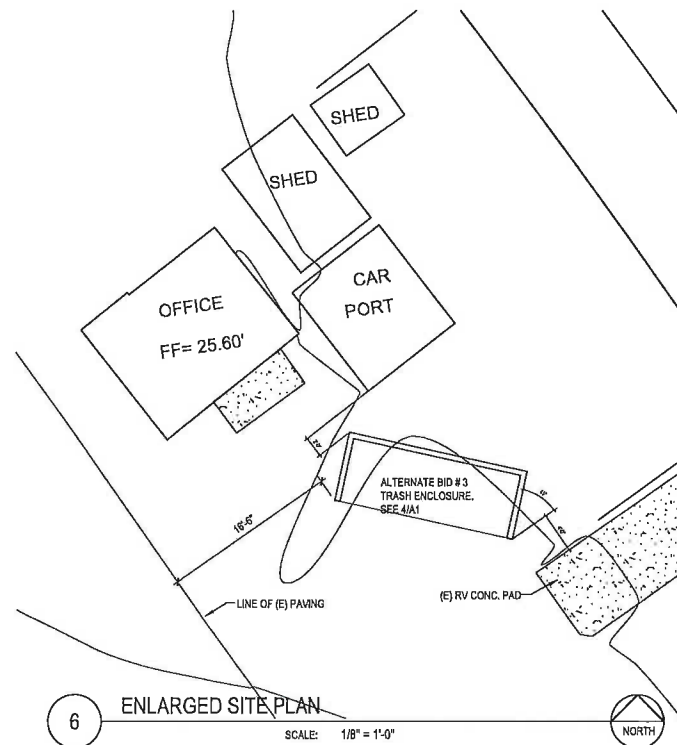 SHED
SHED
CAR
PORT
OFFICE
FF= 25.60'
ALTERNATE BID # 3
TRASH ENCLOSURE.
SEE 4/A1
16'-6"
LINE OF (E) PAVING
(E) RV CONC. PAD
6
ENLARGED SITE PLAN
SCALE: 1/8" = 1'-0"
NORTH